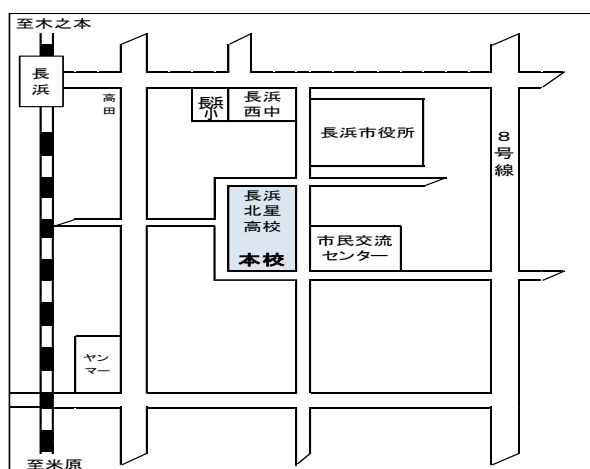 至木之本
長浜
高田
長浜小
長浜
西中
長浜市役所
8号線
長浜
北星
高校
本校
市民交流
センター
ヤン
マー
至米原